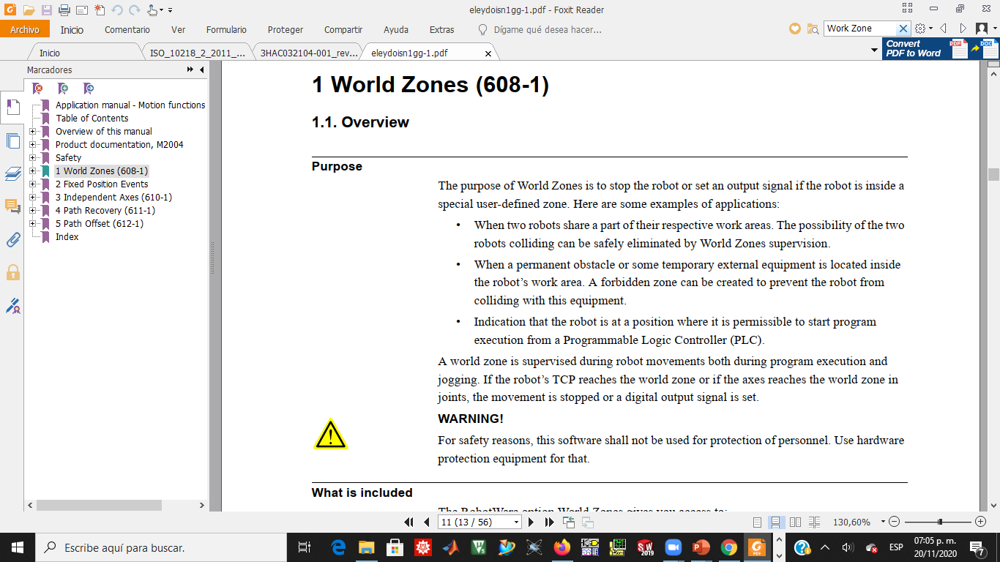 eleydoisn1gg-1.pdf - Foxit Reader
Archivo Inicio Comentario Ver Formulario Proteger Compartir Ayuda Extras Dígame qué desea hacer... Work Zone
Inicio ISO_10218_2_2011_... 3HAC032104-001_rev... eleydoisn1gg-1.pdf
Convert
PDF to Word
PDF
DOC
Marcadores
Application manual - Motion functions
Table of Contents
Overview of this manual
Product documentation, M2004
Safety
1 World Zones (608-1)
2 Fixed Position Events
3 Independent Axes (610-1)
4 Path Recovery (611-1)
5 Path Offset (612-1)
Index
1 World Zones (608-1)
1.1. Overview
Purpose
The purpose of World Zones is to stop the robot or set an output signal if the robot is inside a
special user-defined zone. Here are some examples of applications:
• When two robots share a part of their respective work areas. The possibility of the two
robots colliding can be safely eliminated by World Zones supervision.
• When a permanent obstacle or some temporary external equipment is located inside
the robot's work area. A forbidden zone can be created to prevent the robot from
colliding with this equipment.
• Indication that the robot is at a position where it is permissible to start program
execution from a Programmable Logic Controller (PLC).
A world zone is supervised during robot movements both during program execution and
jogging. If the robot's TCP reaches the world zone or if the axes reaches the world zone in
joints, the movement is stopped or a digital output signal is set.
WARNING!
For safety reasons, this software shall not be used for protection of personnel. Use hardware
protection equipment for that.
What is included
The RobotWare option World Zones gives you access to:
11 (13 / 56)
130,60%
Escribe aquí para buscar.
SW
2019
PDF
ESP
07:05 p. m.
20/11/2020
7